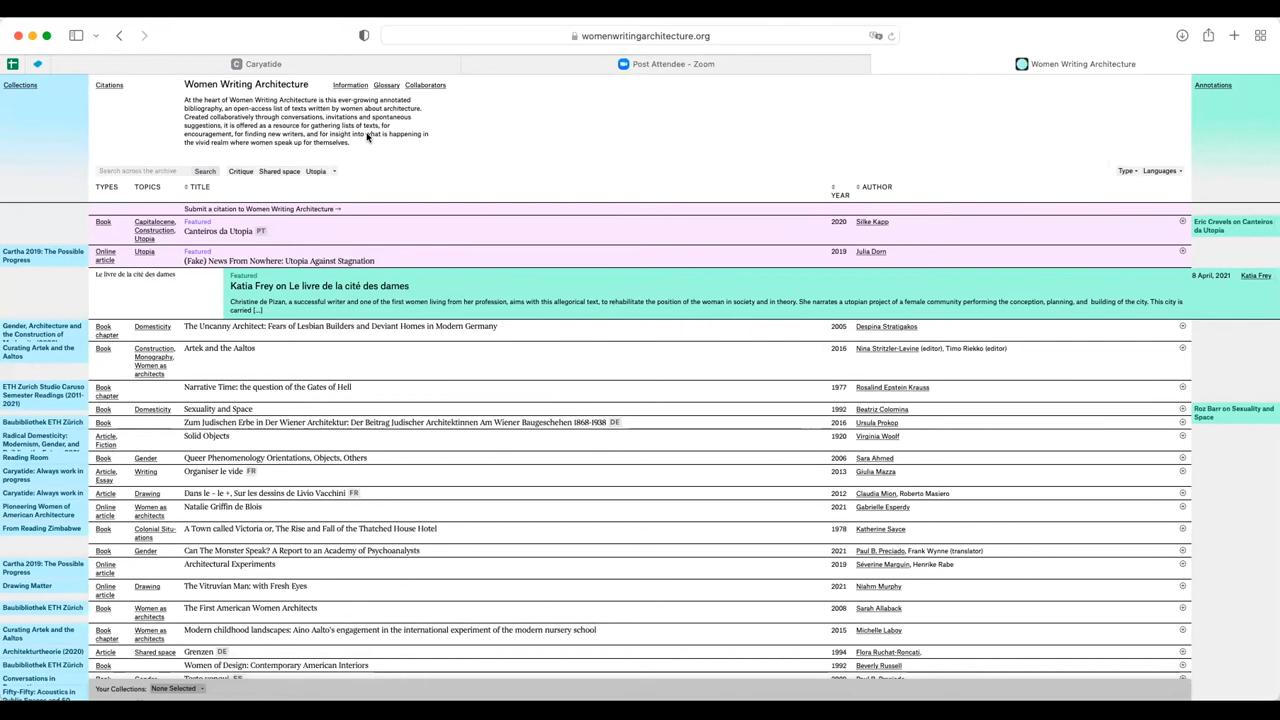 womenwritingarchitecture.org
Caryatide
Post Attendee - Zoom
Women Writing Architecture
Collections
Citations
Women Writing Architecture
Information
Glossary
Collaborators
Annotations
At the heart of Women Writing Architecture is this ever-growing annotated
bibliography, an open-access list of texts written by women about architecture.
Created collaboratively through conversations, invitations and spontaneous
suggestions, it is offered as a resource for gathering lists of texts, for
encouragement, for finding new writers, and for insight into what is happening in
the vivid realm where women speak up for themselves.
Search across the archive
Search
Critique
Shared space
Utopia
Type
Languages
TYPES
TOPICS
TITLE
YEAR
AUTHOR
Submit a citation to Women Writing Architecture →
Book
Capitalocene,
Construction,
Utopia
Featured
Canteiros da Utopia PT
2020
Silke Kapp
Eric Crevels on Canteiros
da Utopia
Cartha 2019: The Possible
Progress
Online
article
Utopia
Featured
(Fake) News From Nowhere: Utopia Against Stagnation
2019
Julia Dorn
Le livre de la cité des dames
Featured
Katia Frey on Le livre de la cité des dames
Christine de Pizan, a successful writer and one of the first women living from her profession, aims with this allegorical text, to rehabilitate the position of the woman in society and in theory. She narrates a utopian project of a female community performing the conception, planning, and building of the city. This city is
carried [...]
8 April, 2021
Katia Frey
Gender, Architecture and
the Construction of
Book
chapter
Domesticity
The Uncanny Architect: Fears of Lesbian Builders and Deviant Homes in Modern Germany
2005
Despina Stratigakos
Curating Artek and the
Aaltos
Book
Construction,
Monography,
Women as
architects
Artek and the Aaltos
2016
Nina Stritzler-Levine (editor), Timo Riekko (editor)
ETH Zurich Studio Caruso
Semester Readings (2011-
2021)
Book
chapter
Narrative Time: the question of the Gates of Hell
1977
Rosalind Epstein Krauss
Book
Domesticity
Sexuality and Space
1992
Beatriz Colomina
Roz Barr on Sexuality and
Space
Baubibliothek ETH Zürich
Book
Zum Judischen Erbe in Der Wiener Architektur: Der Beitrag Judischer Architektinnen Am Wiener Baugeschehen 1868-1938 DE
2016
Ursula Prokop
Radical Domesticity:
Modernism, Gender, and
Article,
Fiction
Solid Objects
1920
Virginia Woolf
Reading Room
Book
Gender
Queer Phenomenology Orientations, Objects, Others
2006
Sara Ahmed
Caryatide: Always work in
progress
Article,
Essay
Writing
Organiser le vide FR
2013
Giulia Mazza
Caryatide: Always work in
Article
Drawing
Dans le - le +, Sur les dessins de Livio Vacchini FR
2012
Claudia Mion, Roberto Masiero
Pioneering Women of
American Architecture
Online
article
Women as
architects
Natalie Griffin de Blois
2021
Gabrielle Esperdy
From Reading Zimbabwe
Book
Colonial Situ-
ations
A Town called Victoria or, The Rise and Fall of the Thatched House Hotel
1978
Katherine Sayce
Book
Gender
Can The Monster Speak? A Report to an Academy of Psychoanalysts
2021
Paul B. Preciado, Frank Wynne (translator)
Cartha 2019: The Possible
Progress
Online
article
Architectural Experiments
2019
Séverine Marguin, Henrike Rabe
Drawing Matter
Online
article
Drawing
The Vitruvian Man: with Fresh Eyes
2021
Niahm Murphy
Baubibliothek ETH Zürich
Book
Women as
architects
The First American Women Architects
2008
Sarah Allaback
Curating Artek and the
Aaltos
Book
chapter
Women as
architects
Modern childhood landscapes: Aino Aalto's engagement in the international experiment of the modern nursery school
2015
Michelle Laboy
Architekturtheorie (2020)
Article
Shared space
Grenzen DE
1994
Flora Ruchat-Roncati,
Baubibliothek ETH Zürich
Book
Women of Design: Contemporary American Interiors
1992
Beverly Russell
Conversations in
Fifty-Fifty: Acoustics in
Your Collections:
None Selected